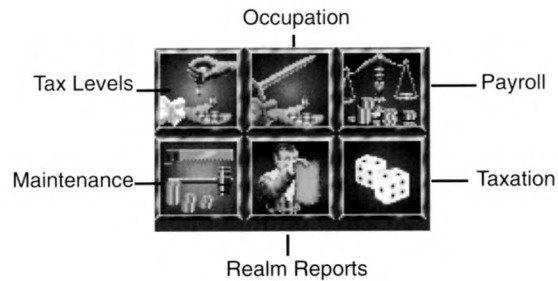 Occupation
Tax Levels
Payroll
Maintenance
Taxation
Realm Reports